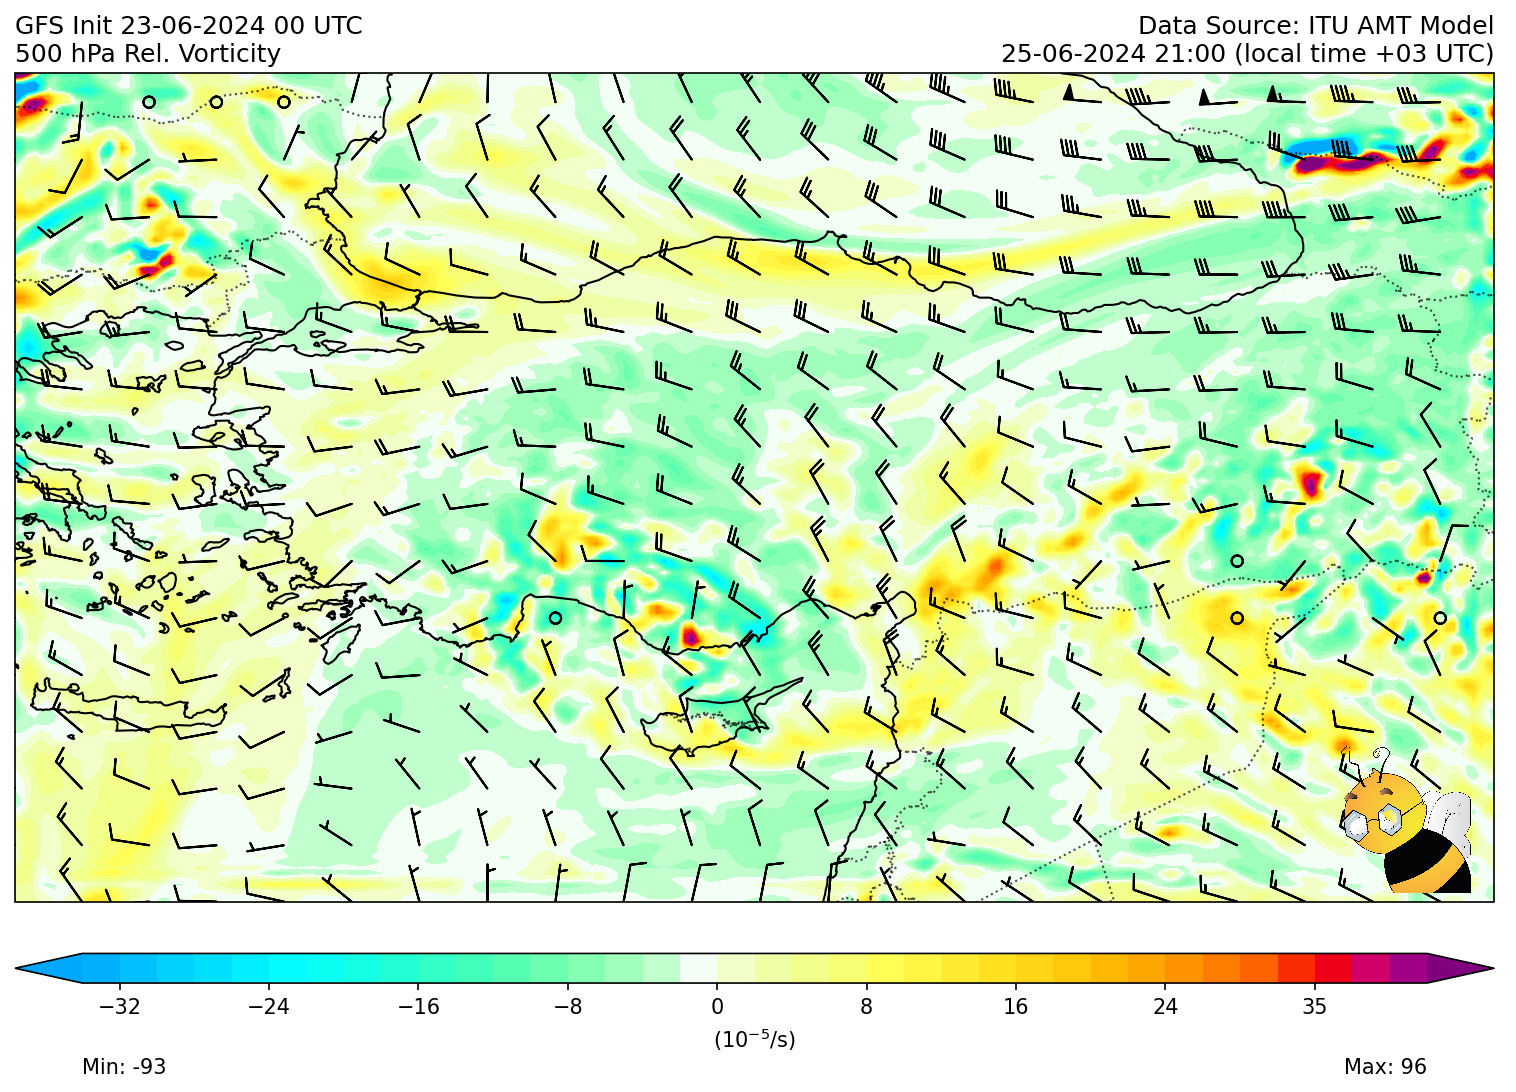 GFS Init 23-06-2024 00 UTC
Data Source: ITU AMT Model
500 hPa Rel. Vorticity
25-06-2024 21:00 (local time +03 UTC)
−32 −24 −16 −8 0 8 16 24 35
(10⁻⁵/s)
Min: -93
Max: 96